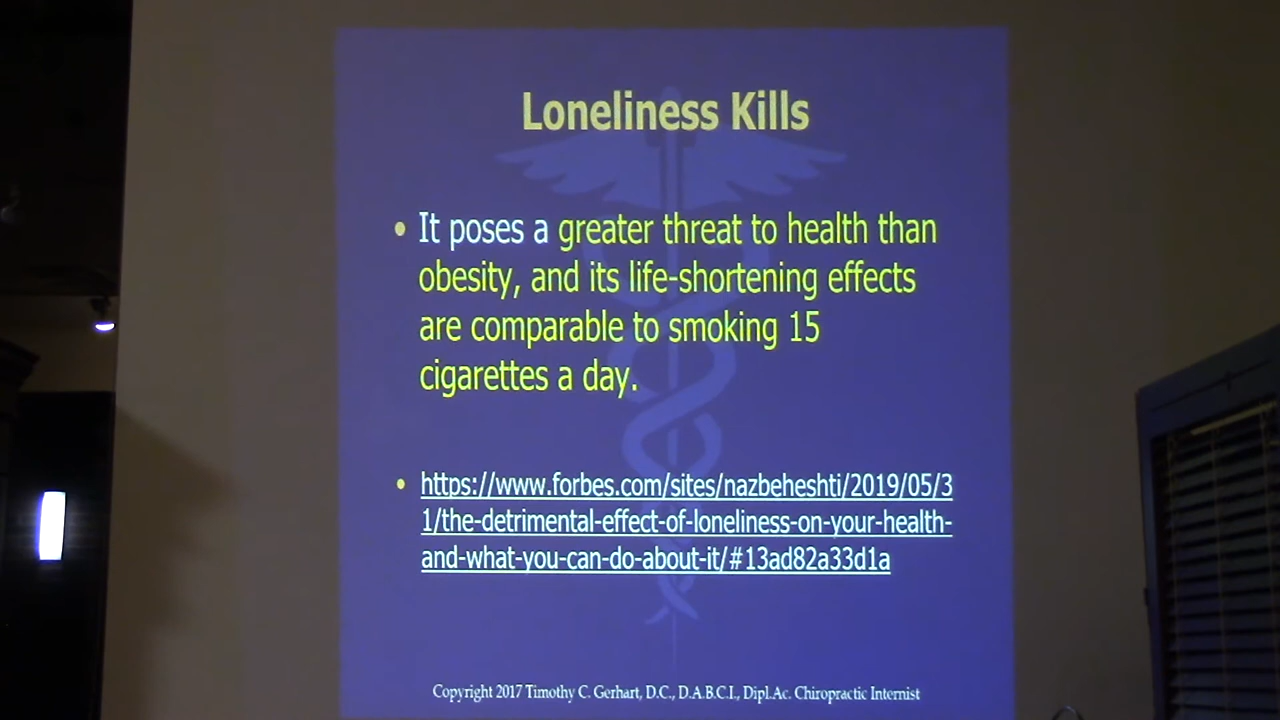 Loneliness Kills
• It poses a greater threat to health than
obesity, and its life-shortening effects
are comparable to smoking 15
cigarettes a day.
• https://www.forbes.com/sites/nazbeheshti/2019/05/3
1/the-detrimental-effect-of-loneliness-on-your-health-
and-what-you-can-do-about-it/#13ad82a33d1a
Copyright 2017 Timothy C. Gerhart, D.C., D.A.B.C.I., Dipl.Ac. Chiropractic Internist